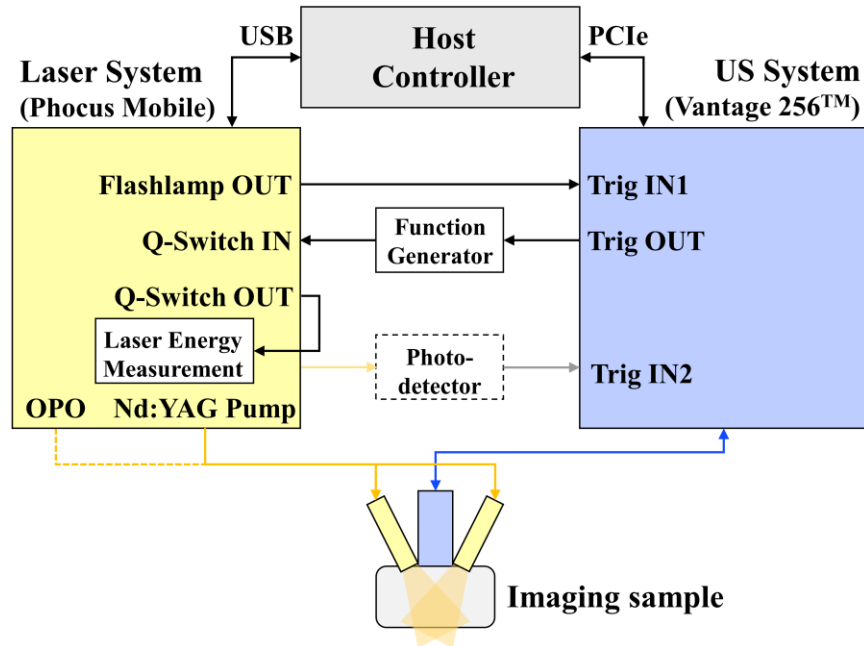 USB
Host
Controller
PCIe
Laser System
(Phocus Mobile)
US System
(Vantage 256™)
Flashlamp OUT
Trig IN1
Q-Switch IN
Function
Generator
Trig OUT
Q-Switch OUT
Laser Energy
Measurement
Photo-
detector
Trig IN2
OPO
Nd:YAG Pump
Imaging sample